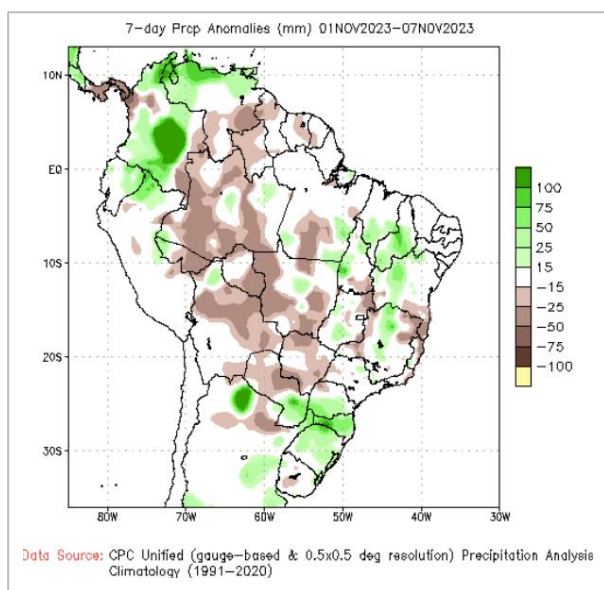 7-day Prcp Anomalies (mm) 01NOV2023-07NOV2023
10N
EQ
10S
20S
30S
80W 70W 60W 50W 40W 30W
100
75
50
25
15
-15
-25
-50
-75
-100
Data Source: CPC Unified (gauge-based & 0.5x0.5 deg resolution) Precipitation Analysis
Climatology (1991-2020)